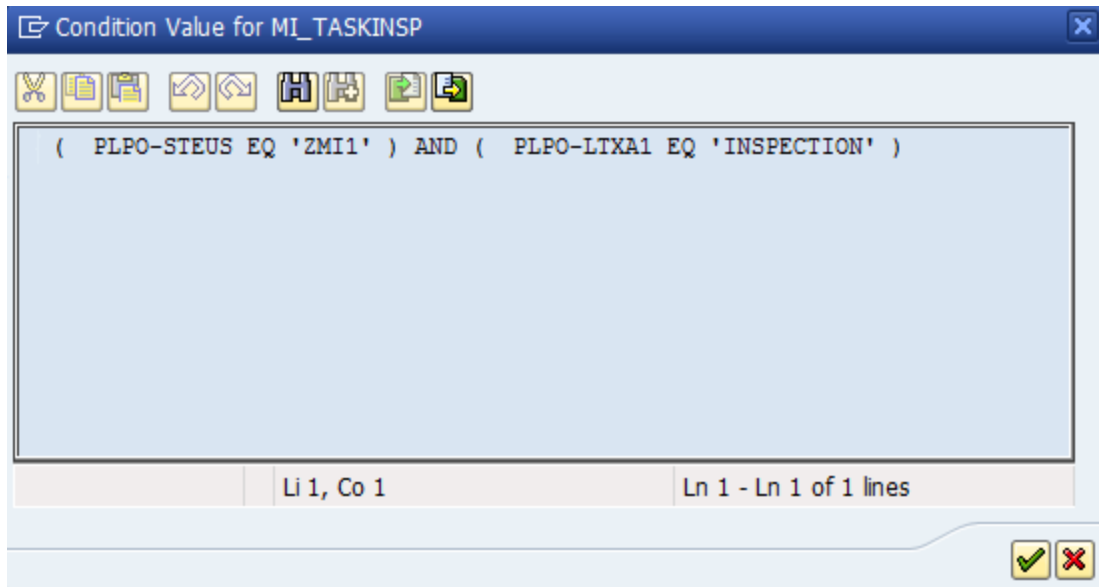 Condition Value for MI_TASKINSP
( PLPO-STEUS EQ 'ZMI1' ) AND ( PLPO-LTXA1 EQ 'INSPECTION' )
Li 1, Co 1
Ln 1 - Ln 1 of 1 lines